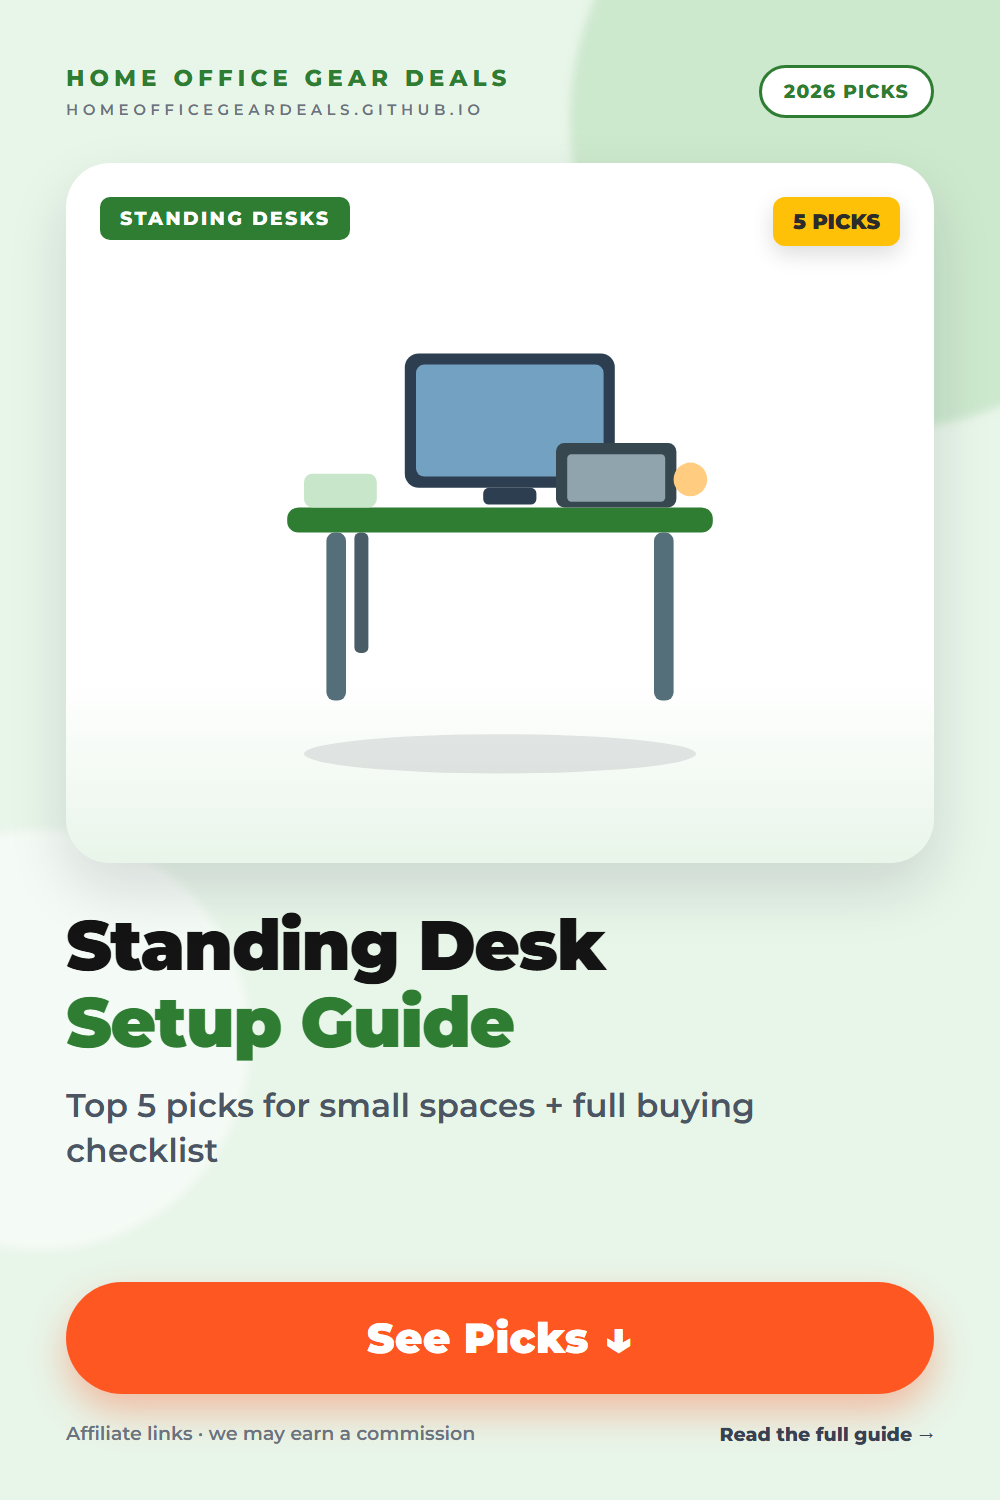 HOME OFFICE GEAR DEALS
HOMEOFFICEGEARDEALS.GITHUB.IO
2026 PICKS
STANDING DESKS
5 PICKS
Standing Desk
Setup Guide
Top 5 picks for small spaces + full buying
checklist
See Picks ↓
Affiliate links · we may earn a commission
Read the full guide →